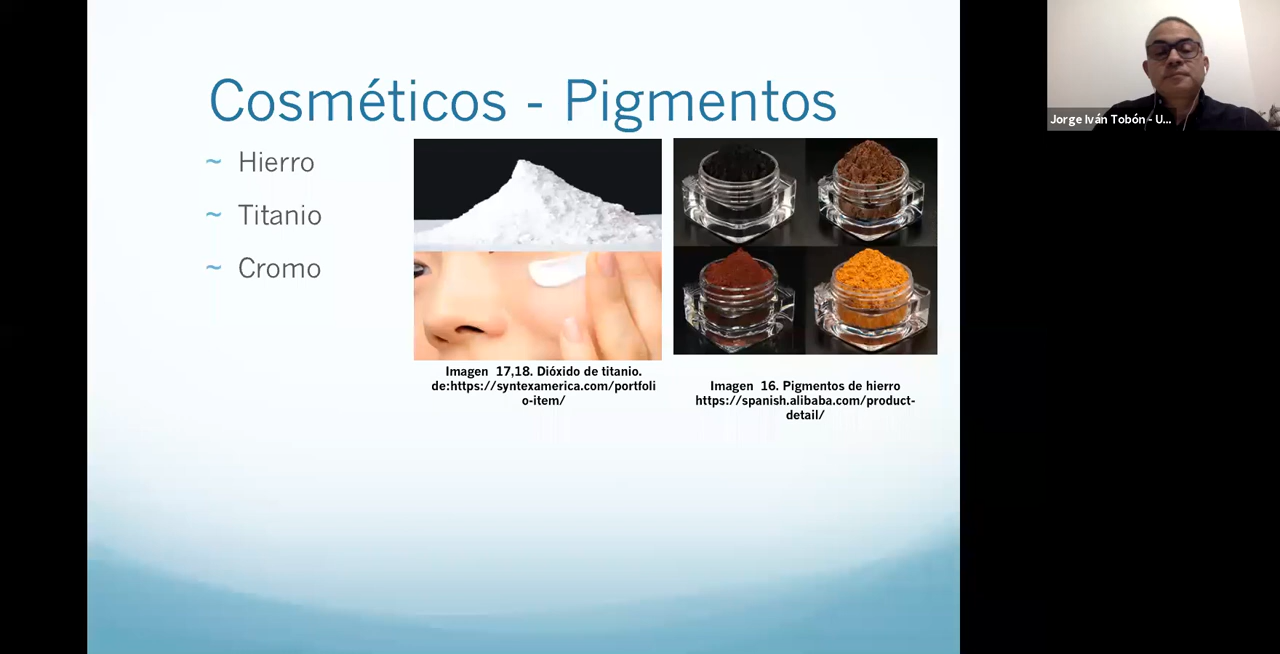 Cosméticos - Pigmentos
~ Hierro
~ Titanio
~ Cromo
Imagen 17,18. Dióxido de titanio.
de:https://syntexamerica.com/portfoli
o-item/
Imagen 16. Pigmentos de hierro
https://spanish.alibaba.com/product-
detail/
Jorge Iván Tobón - U...